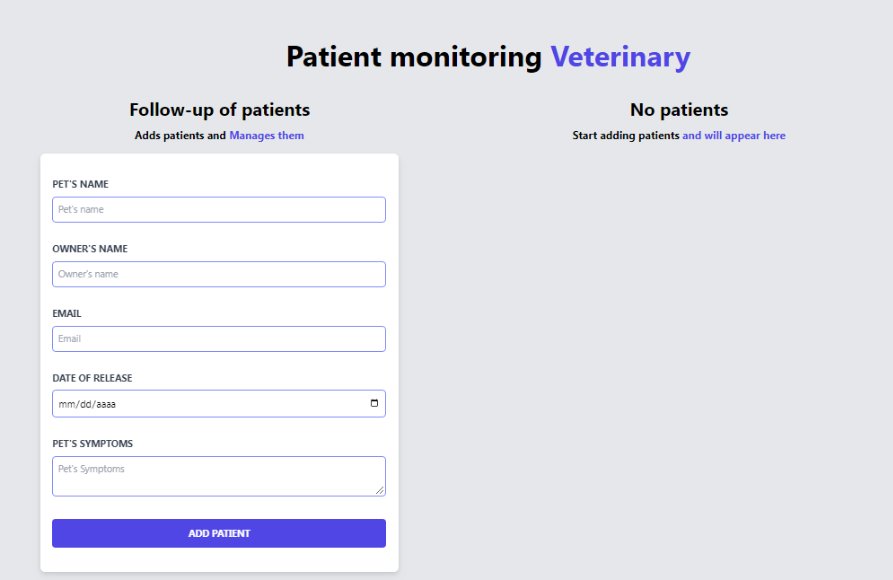 Patient monitoring Veterinary
Follow-up of patients
Adds patients and Manages them
PET'S NAME
Pet's name
OWNER'S NAME
Owner's name
EMAIL
Email
DATE OF RELEASE
mm/dd/aaaa
PET'S SYMPTOMS
Pet's Symptoms
ADD PATIENT
No patients
Start adding patients and will appear here